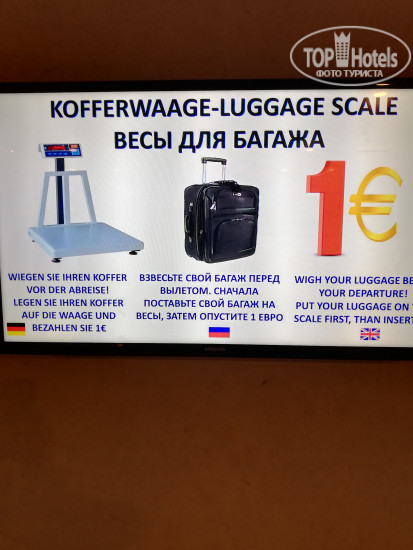 TOP Hotels
ФОТО ТУРИСТА
KOFFERWAAGE-LUGGAGE SCALE
ВЕСЫ ДЛЯ БАГАЖА
1€
WIEGEN SIE IHREN KOFFER
VOR DER ABREISE!
LEGEN SIE IHREN KOFFER
AUF DIE WAAGE UND
BEZAHLEN SIE 1€
ВЗВЕСЬТЕ СВОЙ БАГАЖ ПЕРЕД
ВЫЛЕТОМ. СНАЧАЛА
ПОСТАВЬТЕ СВОЙ БАГАЖ НА
ВЕСЫ, ЗАТЕМ ОПУСТИТЕ 1 ЕВРО
WIGH YOUR LUGGAGE BE
YOUR DEPARTURE!
PUT YOUR LUGGAGE ON
SCALE FIRST, THAN INSER